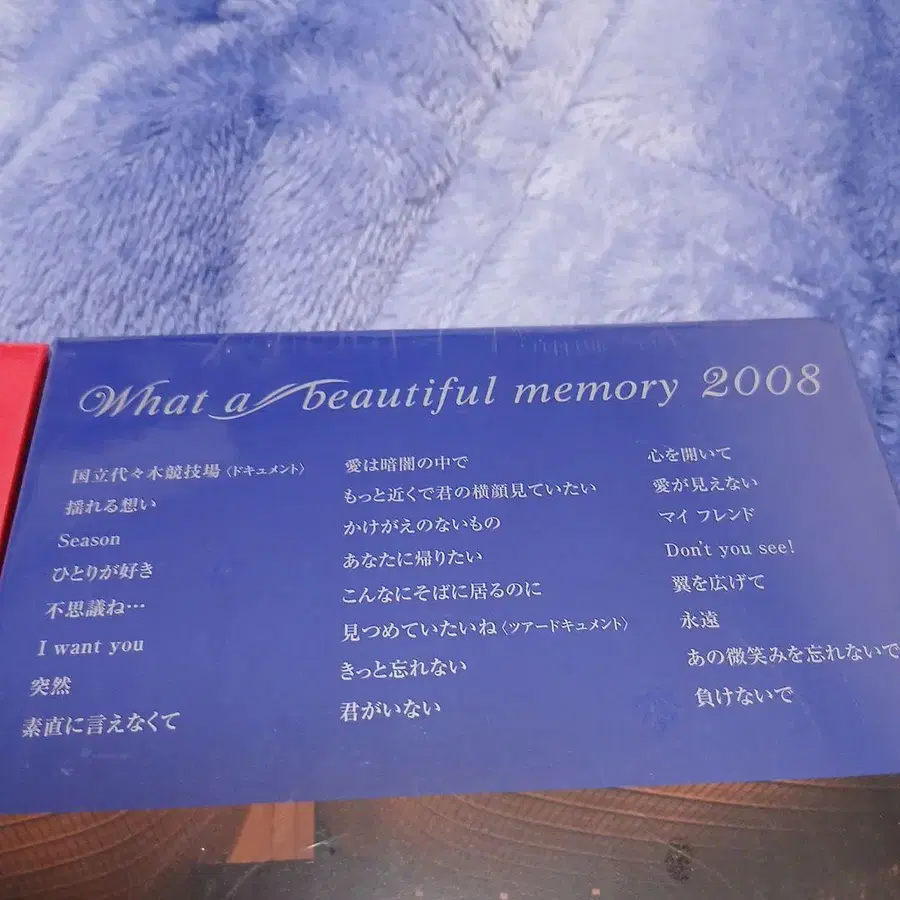 What a beautiful memory 2008
国立代々木競技場〈ドキュメント〉
揺れる想い
Season
ひとりが好き
不思議ね…
I want you
突然
素直に言えなくて
愛は暗闇の中で
もっと近くで君の横顔見ていたい
かけがえのないもの
あなたに帰りたい
こんなにそばに居るのに
見つめていたいね〈ツアードキュメント〉
きっと忘れない
君がいない
心を開いて
愛が見えない
マイ フレンド
Don't you see!
翼を広げて
永遠
あの微笑みを忘れないで
負けないで